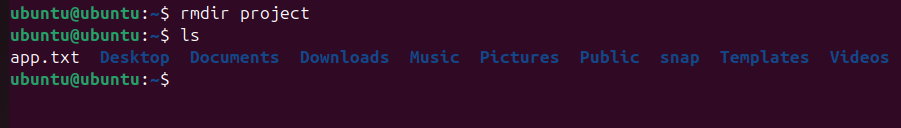 ubuntu@ubuntu:~$ rmdir project
ubuntu@ubuntu:~$ ls
app.txt  Desktop  Documents  Downloads  Music  Pictures  Public  snap  Templates  Videos
ubuntu@ubuntu:~$